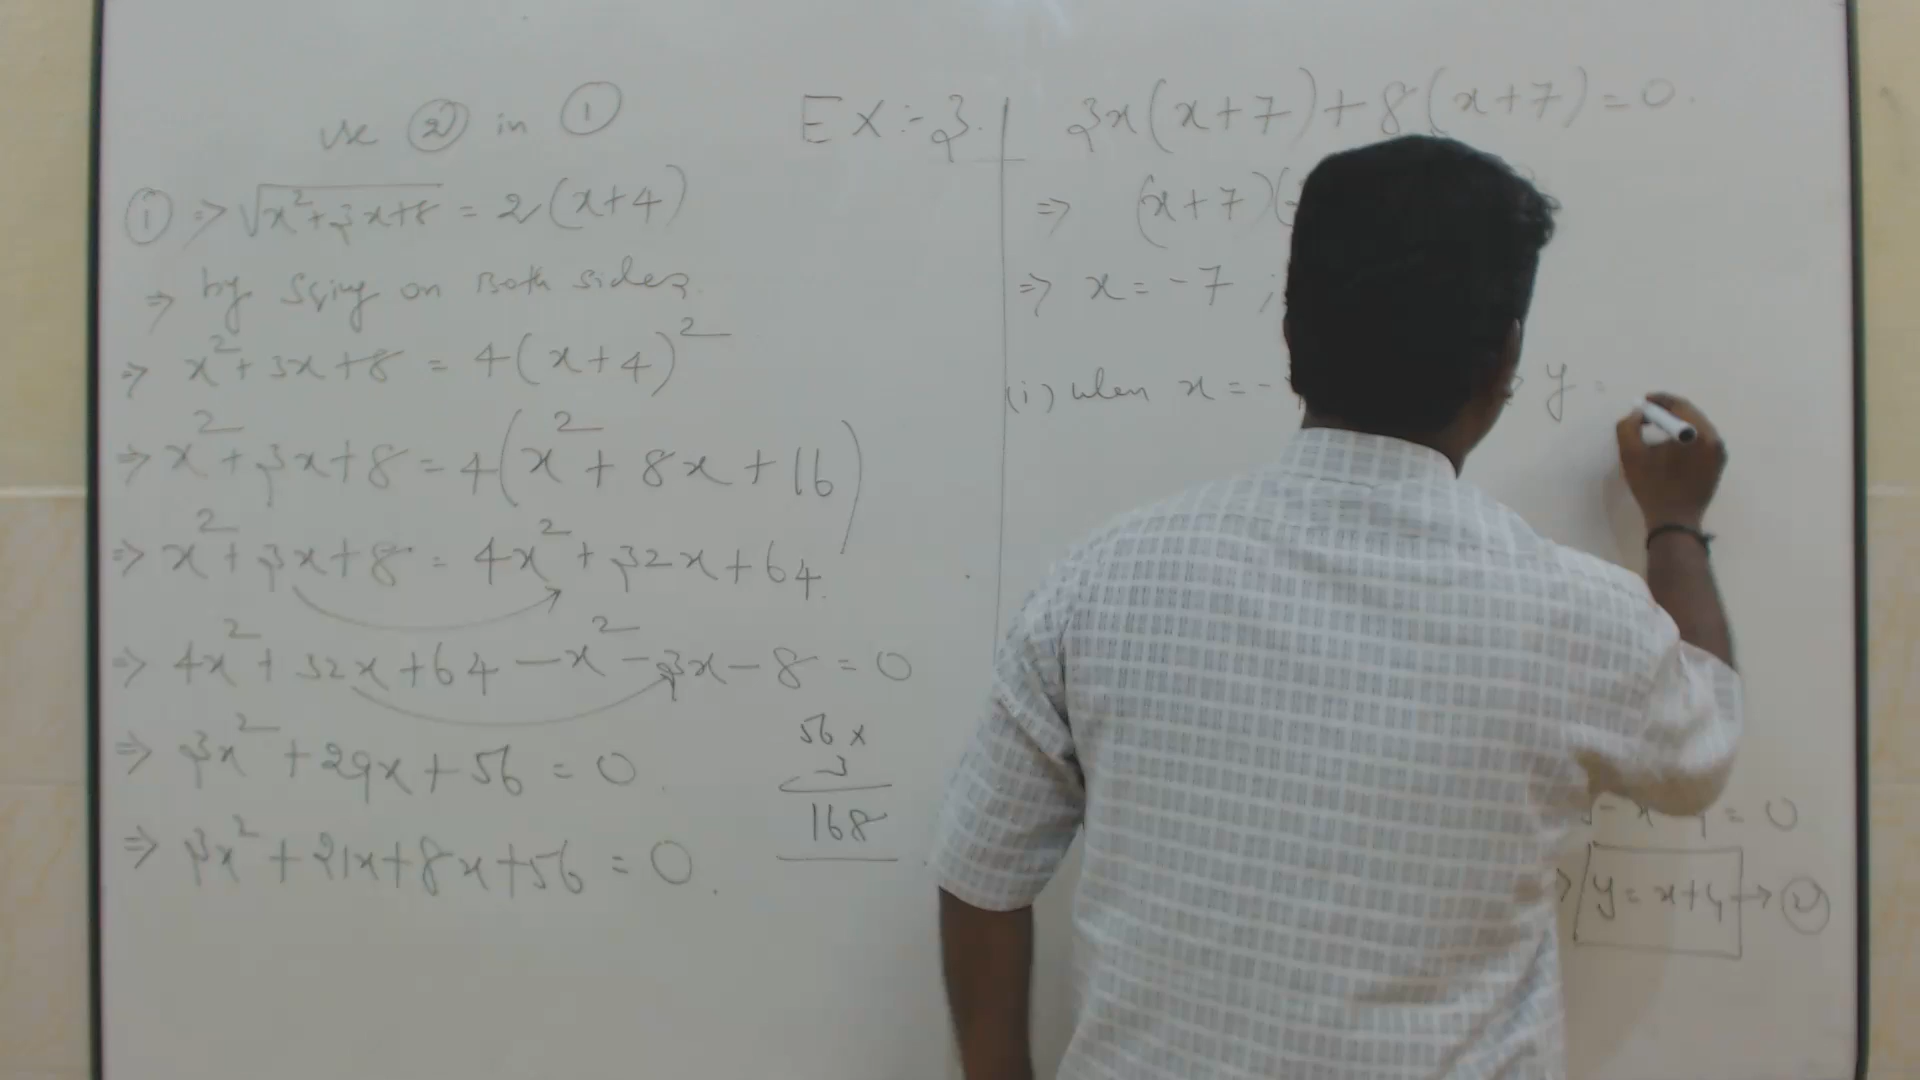 use ② in ①
① ⇒ √x²+3x+8 = 2(x+4)
⇒ by sqing on Both sides.
⇒ x²+3x+8 = 4(x+4)²
⇒ x²+3x+8 = 4(x²+8x+16)
⇒ x²+3x+8 = 4x²+32x+64.
⇒ 4x²+32x+64-x²-3x-8=0
⇒ 3x²+29x+56=0.
⇒ 3x²+21x+8x+56=0.
56 x
3
168
EX:-3.
3x(x+7)+8(x+7)=0.
⇒ (x+7)(
⇒ x=-7 ;
(i) when x=- y =
-x-4=0
⇒ y=x+4 → ②